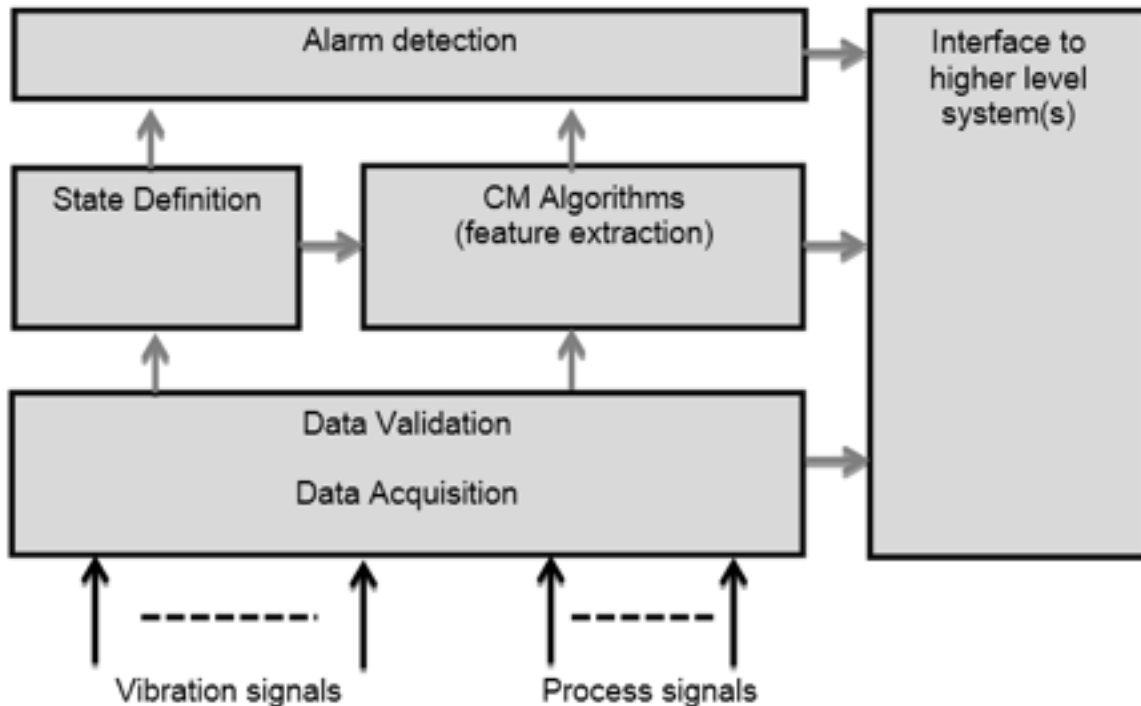 Alarm detection
Interface to
higher level
system(s)
State Definition
CM Algorithms
(feature extraction)
Data Validation
Data Acquisition
Vibration signals
Process signals